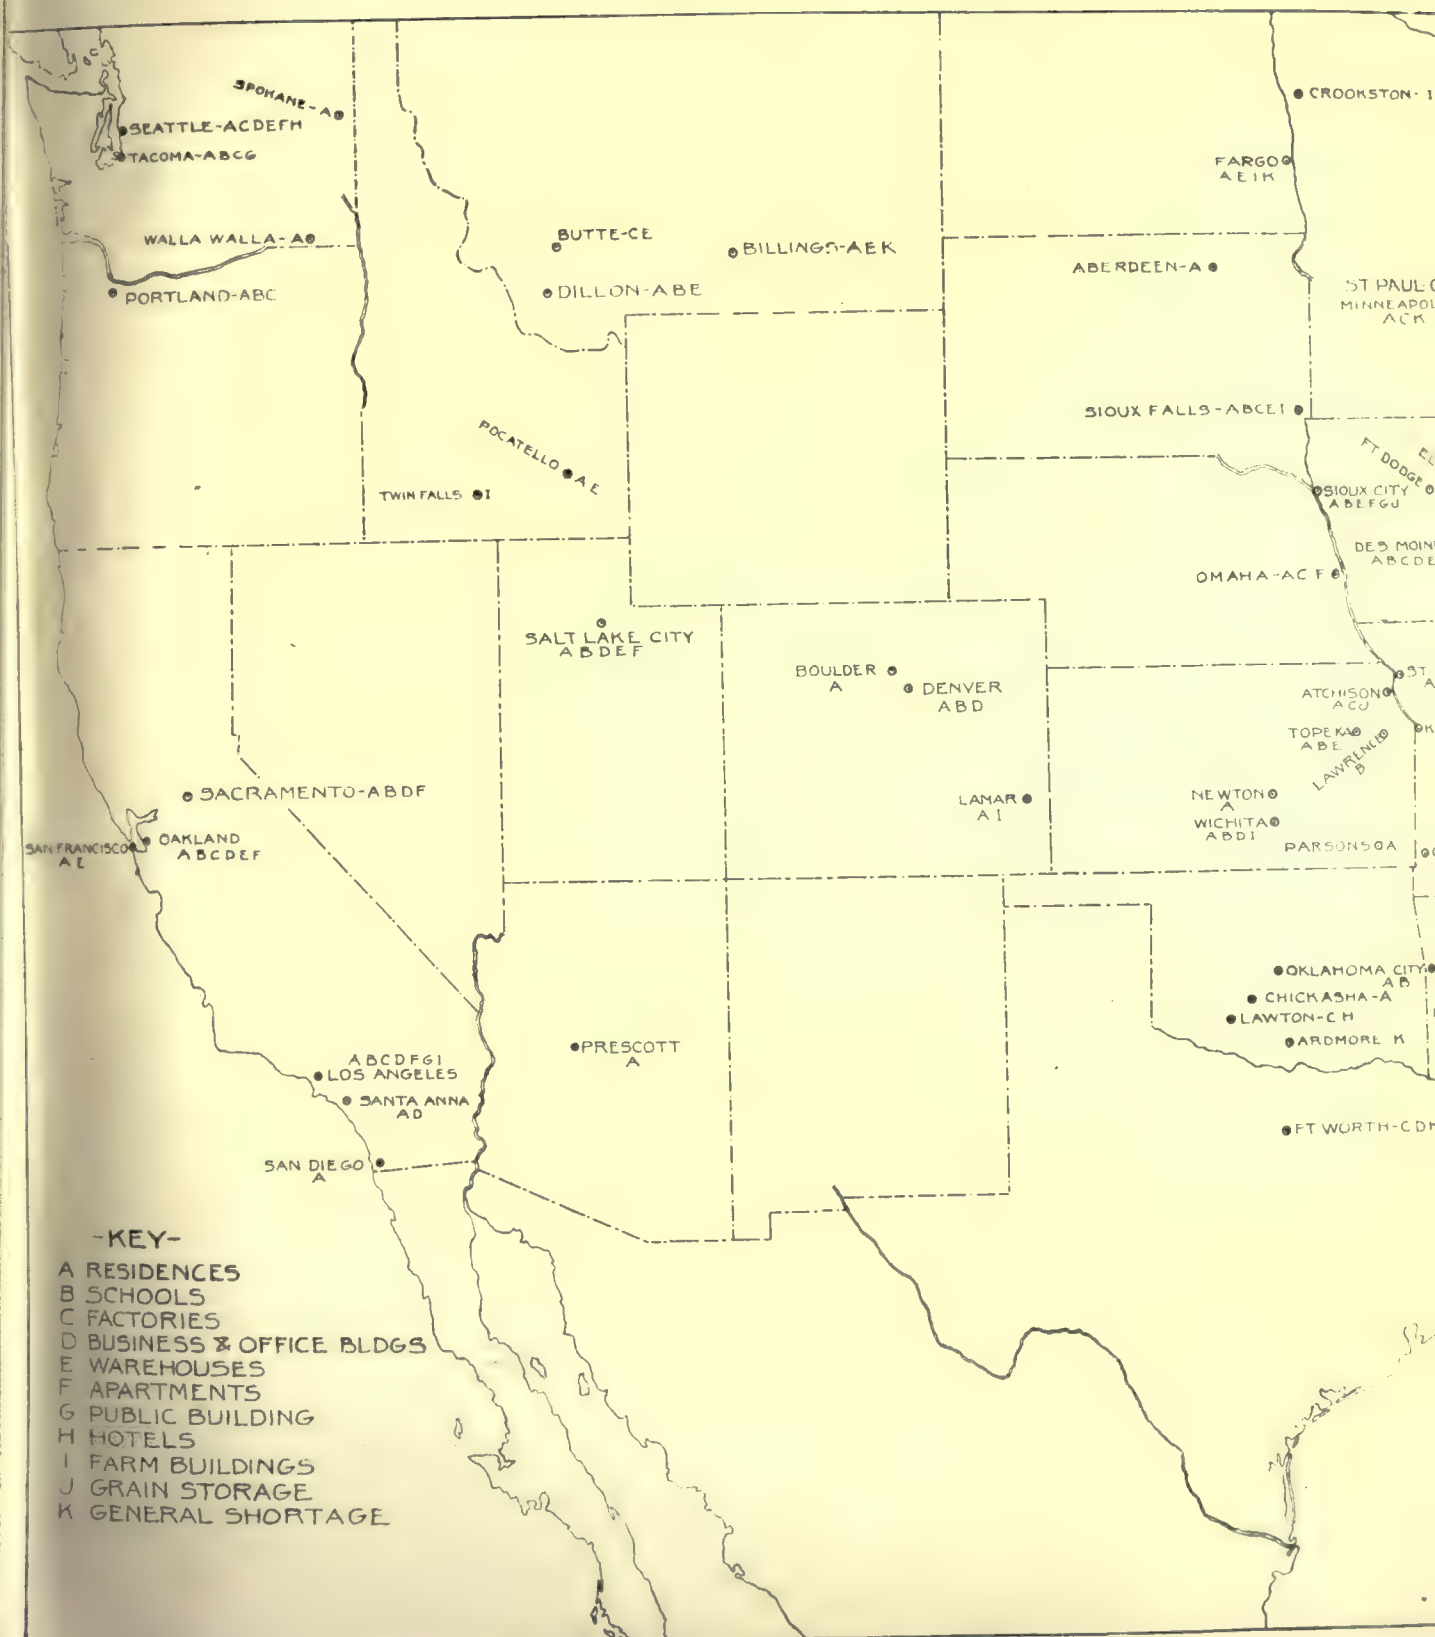 SPOKANE-A
SEATTLE-ACDEFH
TACOMA-ABCG
WALLA WALLA-A
PORTLAND-ABC
BUTTE-CE
BILLINGS-AEK
DILLON-ABE
CROOKSTON-I
FARGO
AEIK
ABERDEEN-A
ST PAUL
ACK
SIOUX FALLS-ABCEI
POCATELLO AE
TWIN FALLS I
FT DODGE
SIOUX CITY
ABEFGJ
ABCDE
OMAHA-ACF
SALT LAKE CITY
ABDEF
BOULDER
A
DENVER
ABD
ST
A
ATCHISON
ACJ
TOPEKA
ABE
LAWRENCE
B
K
SACRAMENTO-ABDF
LAMAR
AI
NEWTON
A
WICHITA
ABDI
PARSONS A
OAKLAND
ABCDEF
SAN FRANCISCO
AE
OKLAHOMA CITY
AB
CHICKASHA-A
LAWTON-CH
ARDMORE K
PRESCOTT
A
ABCDFGI
LOS ANGELES
SANTA ANNA
AD
FT WORTH-CD
SAN DIEGO
A
-KEY-
A RESIDENCES
B SCHOOLS
C FACTORIES
D BUSINESS & OFFICE BLDGS
E WAREHOUSES
F APARTMENTS
G PUBLIC BUILDING
H HOTELS
I FARM BUILDINGS
J GRAIN STORAGE
K GENERAL SHORTAGE